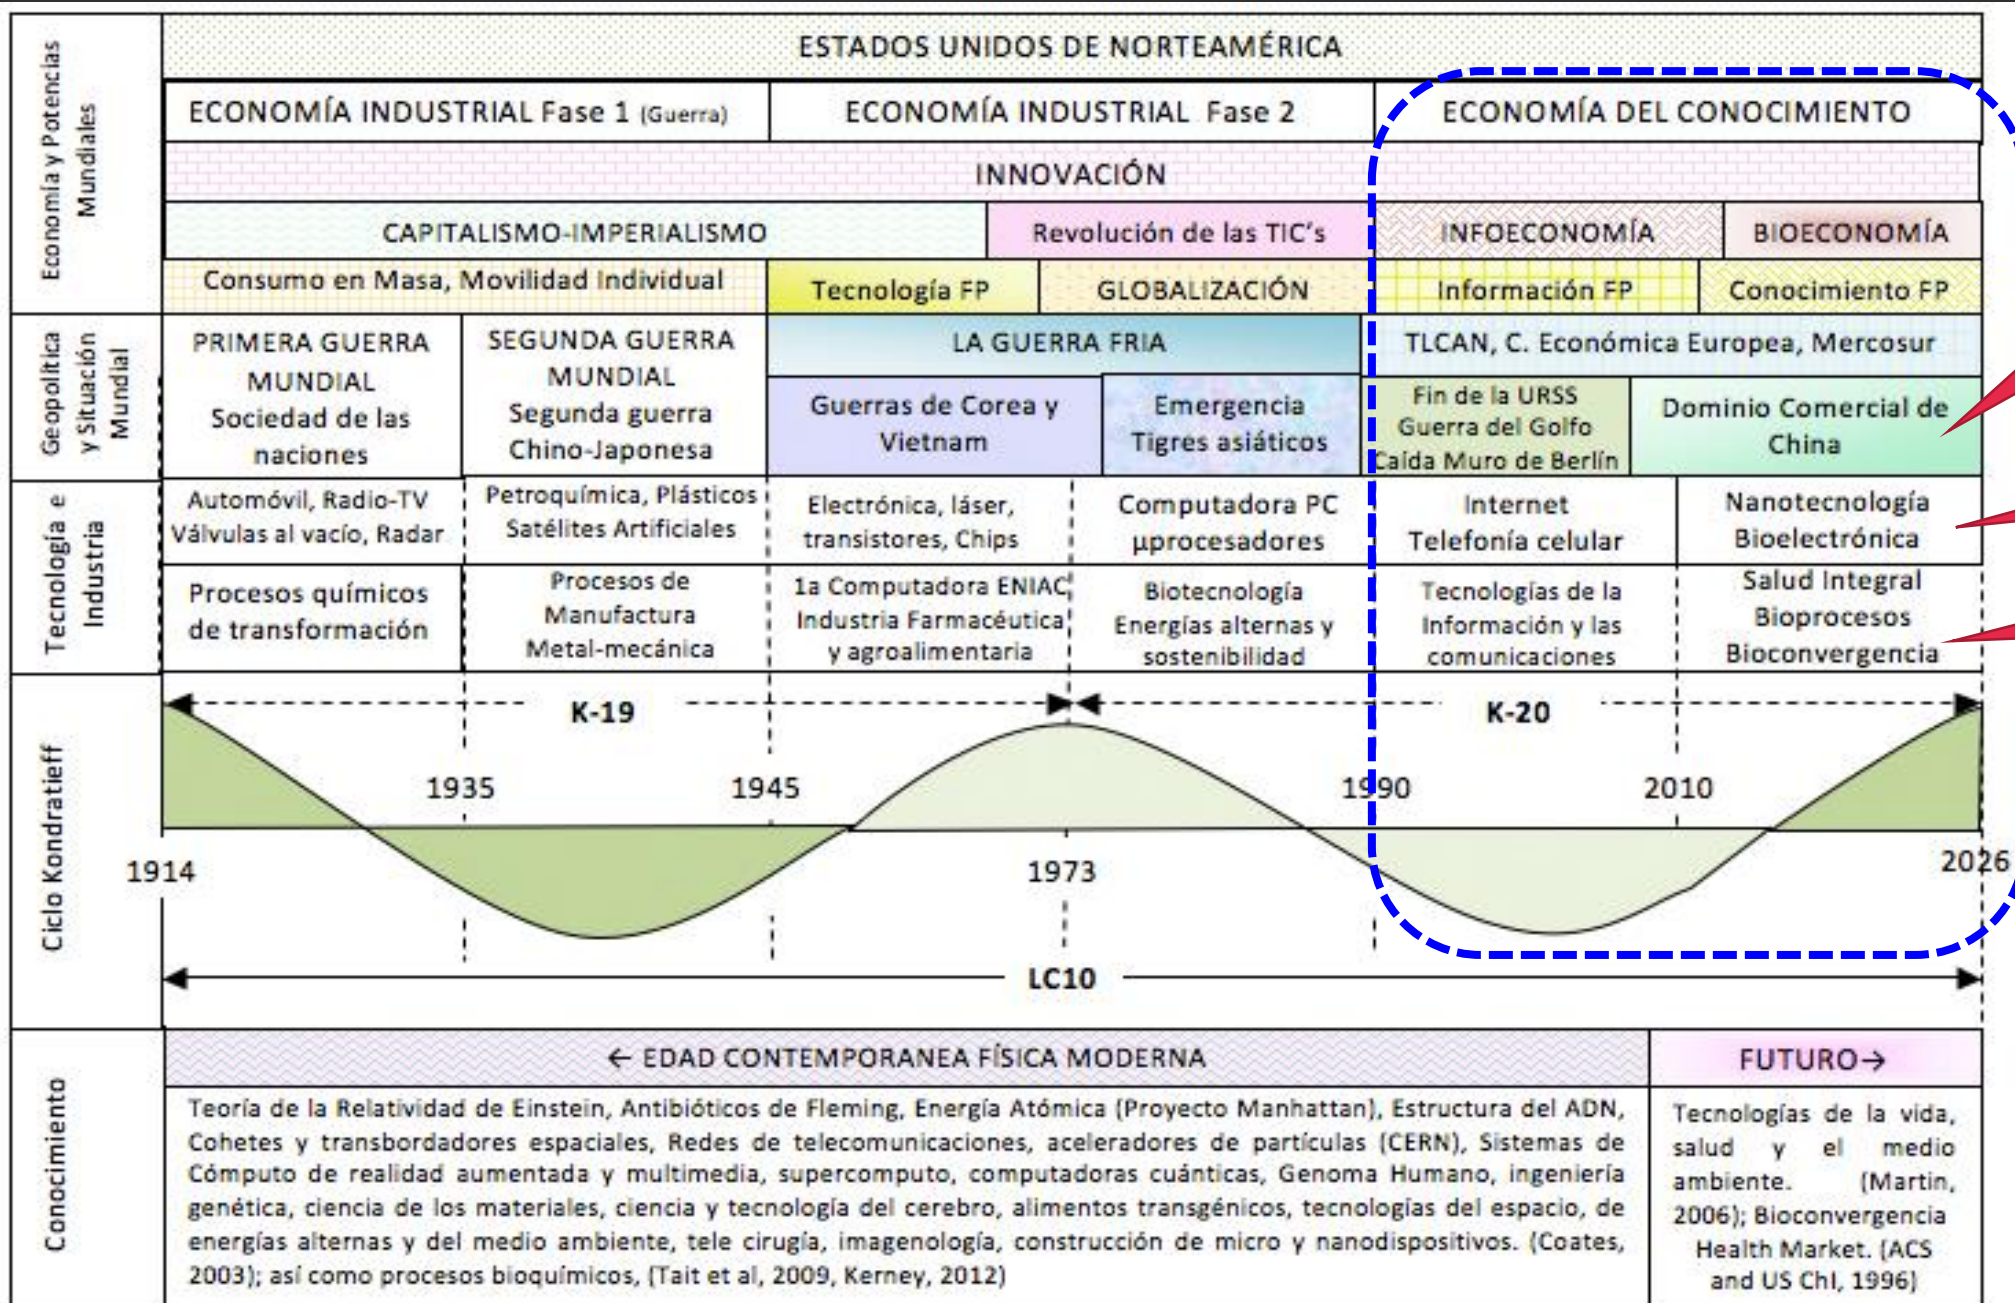 Economía y Potencias
Mundiales
ESTADOS UNIDOS DE NORTEAMÉRICA
ECONOMÍA INDUSTRIAL Fase 1 (Guerra)
ECONOMÍA INDUSTRIAL Fase 2
ECONOMÍA DEL CONOCIMIENTO
INNOVACIÓN
CAPITALISMO-IMPERIALISMO
Revolución de las TIC's
INFOECONOMÍA
BIOECONOMÍA
Consumo en Masa, Movilidad Individual
Tecnología FP
GLOBALIZACIÓN
Información FP
Conocimiento FP
Geopolítica
y Situación
Mundial
PRIMERA GUERRA
MUNDIAL
Sociedad de las
naciones
SEGUNDA GUERRA
MUNDIAL
Segunda guerra
Chino-Japonesa
LA GUERRA FRIA
TLCAN, C. Económica Europea, Mercosur
Guerras de Corea y
Vietnam
Emergencia
Tigres asiáticos
Fin de la URSS
Guerra del Golfo
Caída Muro de Berlín
Dominio Comercial de
China
Tecnología e
Industria
Automóvil, Radio-TV
Válvulas al vacío, Radar
Petroquímica, Plásticos
Satélites Artificiales
Electrónica, láser,
transistores, Chips
Computadora PC
µprocesadores
Internet
Telefonía celular
Nanotecnología
Bioelectrónica
Procesos químicos
de transformación
Procesos de
Manufactura
Metal-mecánica
1a Computadora ENIAC
Industria Farmacéutica
y agroalimentaria
Biotecnología
Energías alternas y
sostenibilidad
Tecnologías de la
Información y las
comunicaciones
Salud Integral
Bioprocesos
Bioconvergencia
Ciclo Kondratieff
K-19
K-20
1935
1945
1990
2010
1914
1973
2026
LC10
Conocimiento
← EDAD CONTEMPORANEA FÍSICA MODERNA
FUTURO→
Teoría de la Relatividad de Einstein, Antibióticos de Fleming, Energía Atómica (Proyecto Manhattan), Estructura del ADN,
Cohetes y transbordadores espaciales, Redes de telecomunicaciones, aceleradores de partículas (CERN), Sistemas de
Cómputo de realidad aumentada y multimedia, supercomputo, computadoras cuánticas, Genoma Humano, ingeniería
genética, ciencia de los materiales, ciencia y tecnología del cerebro, alimentos transgénicos, tecnologías del espacio, de
energías alternas y del medio ambiente, tele cirugía, imagenología, construcción de micro y nanodispositivos. (Coates,
2003); así como procesos bioquímicos, (Tait et al, 2009, Kerney, 2012)
Tecnologías de la vida,
salud y el medio
ambiente. (Martin,
2006); Bioconvergencia
Health Market. (ACS
and US ChI, 1996)